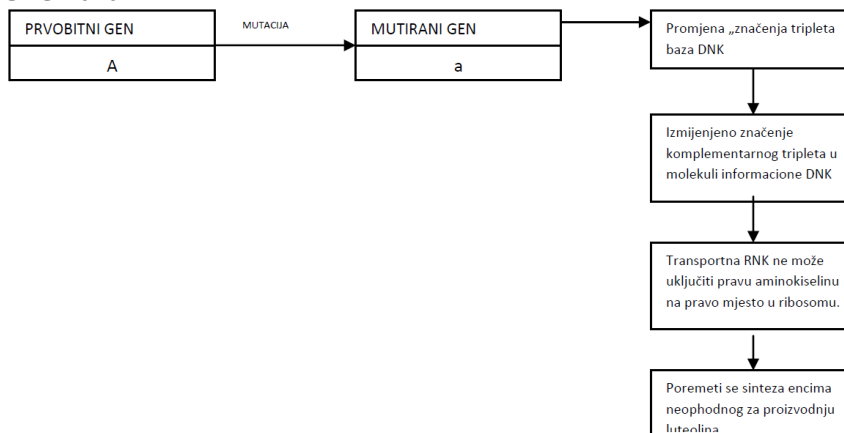 PRVOBITNI GEN
A
MUTACIJA
MUTIRANI GEN
a
Promjena „značenja tripleta
baza DNK
Izmijenjeno značenje
komplementarnog tripleta u
molekuli informacione DNK
Transportna RNK ne može
uključiti pravu aminokiselinu
na pravo mjesto u ribosomu.
Poremeti se sinteza encima
neophodnog za proizvodnju
luteolina